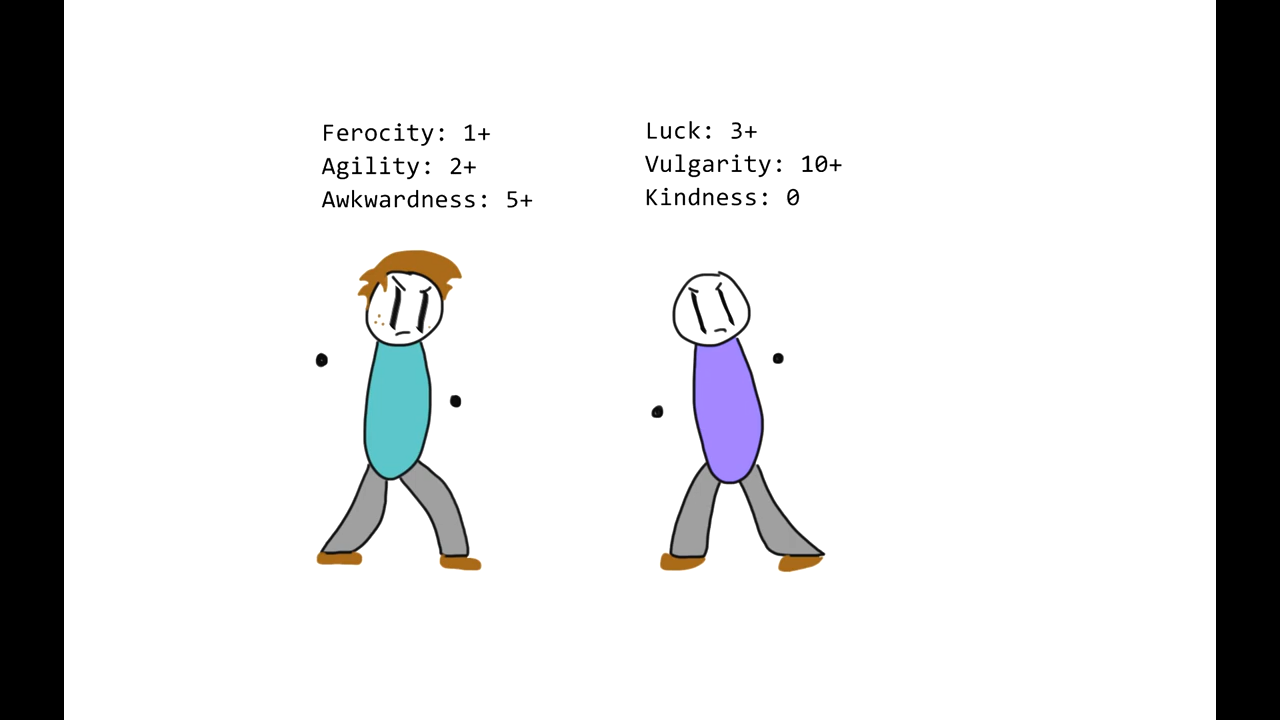 Ferocity: 1+
Agility: 2+
Awkwardness: 5+
Luck: 3+
Vulgarity: 10+
Kindness: 0